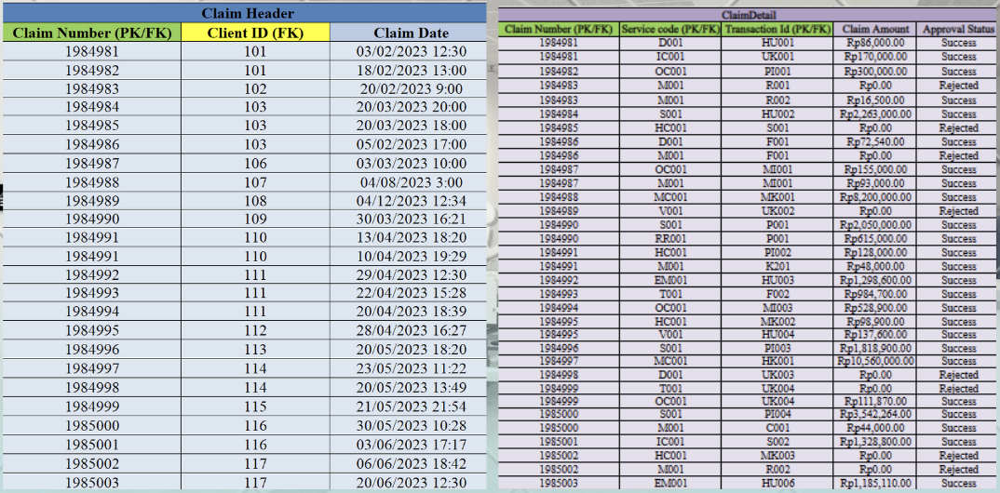 Claim Header
Claim Number (PK/FK) Client ID (FK) Claim Date
1984981 101 03/02/2023 12:30
1984982 101 18/02/2023 13:00
1984983 102 20/02/2023 9:00
1984984 103 20/03/2023 20:00
1984985 103 20/03/2023 18:00
1984986 103 05/02/2023 17:00
1984987 106 03/03/2023 10:00
1984988 107 04/08/2023 3:00
1984989 108 04/12/2023 12:34
1984990 109 30/03/2023 16:21
1984991 110 13/04/2023 18:20
1984991 110 10/04/2023 19:29
1984992 111 29/04/2023 12:30
1984993 111 22/04/2023 15:28
1984994 111 20/04/2023 18:39
1984995 112 28/04/2023 16:27
1984996 113 20/05/2023 18:20
1984997 114 23/05/2023 11:22
1984998 114 20/05/2023 13:49
1984999 115 21/05/2023 21:54
1985000 116 30/05/2023 10:28
1985001 116 03/06/2023 17:17
1985002 117 06/06/2023 18:42
1985003 117 20/06/2023 12:30
ClaimDetail
Claim Number (PK/FK) Service code (PK/FK) Transaction Id (PK/FK) Claim Amount Approval Status
1984981 D001 HU001 Rp86,000.00 Success
1984981 IC001 UK001 Rp170,000.00 Success
1984982 OC001 PI001 Rp300,000.00 Success
1984983 M001 R001 Rp0.00 Rejected
1984983 M001 R002 Rp16,500.00 Success
1984984 S001 HU002 Rp2,263,000.00 Success
1984985 HC001 S001 Rp0.00 Rejected
1984986 D001 F001 Rp72,540.00 Success
1984986 M001 F001 Rp0.00 Rejected
1984987 OC001 MI001 Rp155,000.00 Success
1984987 M001 MI001 Rp93,000.00 Success
1984988 MC001 MK001 Rp8,200,000.00 Success
1984989 V001 UK002 Rp0.00 Rejected
1984990 S001 P001 Rp2,050,000.00 Success
1984990 RR001 P001 Rp615,000.00 Success
1984991 HC001 PI002 Rp128,000.00 Success
1984991 M001 K201 Rp48,000.00 Success
1984992 EM001 HU003 Rp1,298,600.00 Success
1984993 T001 F002 Rp984,700.00 Success
1984994 OC001 MI003 Rp528,900.00 Success
1984995 HC001 MK002 Rp98,900.00 Success
1984995 V001 HU004 Rp137,600.00 Success
1984996 S001 PI003 Rp1,818,900.00 Success
1984997 MC001 HK001 Rp10,560,000.00 Success
1984998 D001 UK003 Rp0.00 Rejected
1984999 T001 UK004 Rp0.00 Rejected
1984999 OC001 UK004 Rp111,870.00 Success
1985000 S001 PI004 Rp3,542,264.00 Success
1985000 M001 C001 Rp44,000.00 Success
1985001 IC001 S002 Rp1,328,800.00 Success
1985002 HC001 MK003 Rp0.00 Rejected
1985002 M001 R002 Rp0.00 Rejected
1985003 EM001 HU006 Rp1,185,110.00 Success